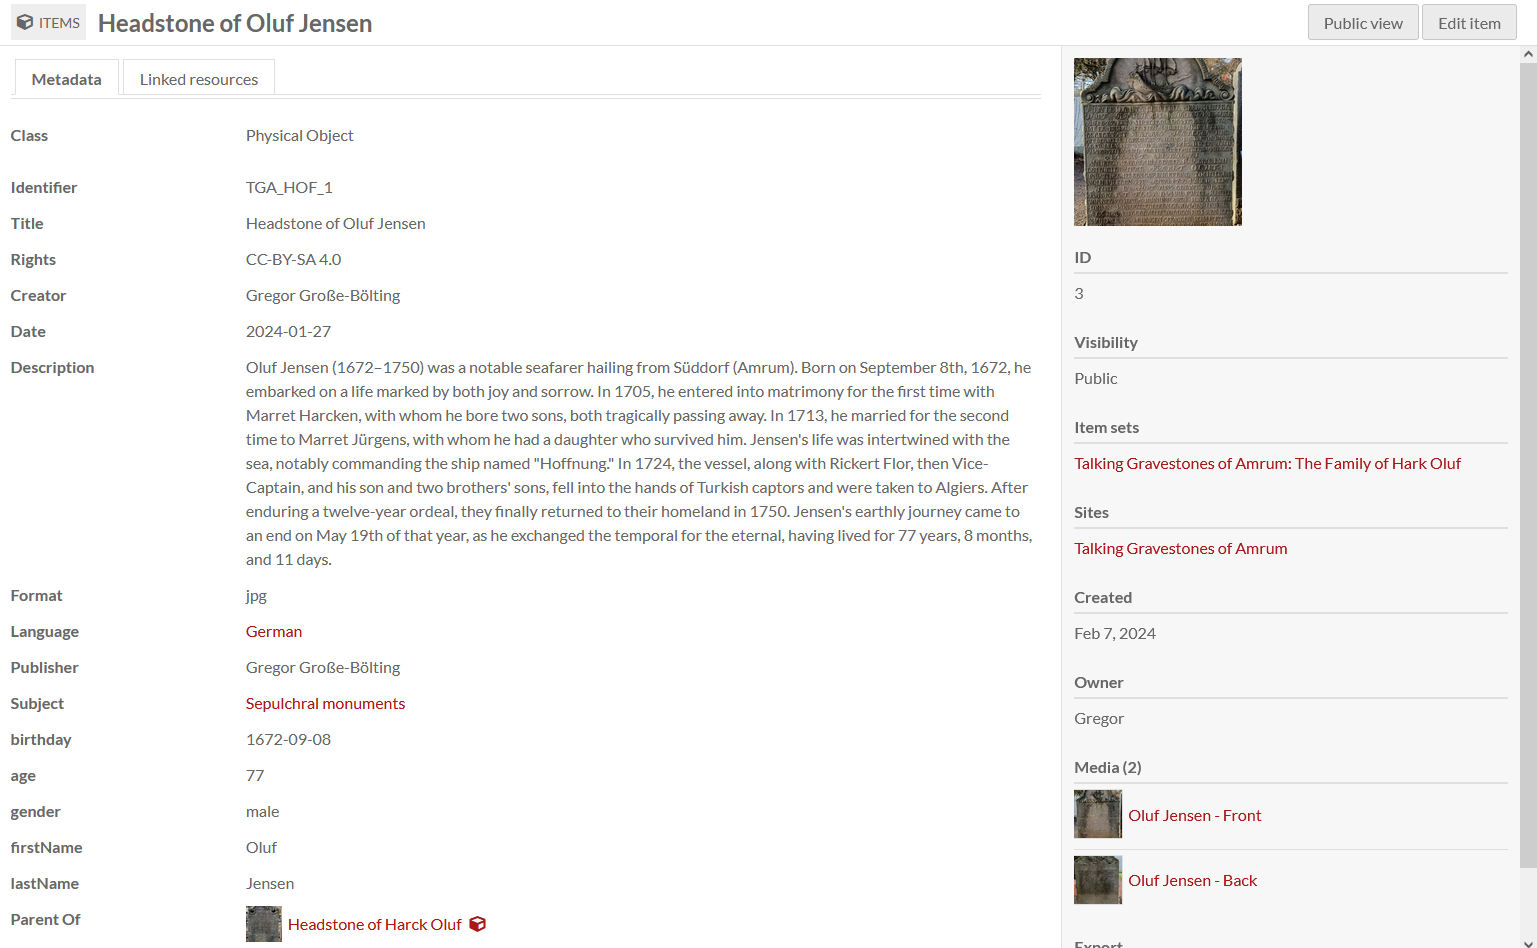 ITEMS Headstone of Oluf Jensen
Public view Edit item
Metadata Linked resources
Class Physical Object
Identifier TGA_HOF_1
Title Headstone of Oluf Jensen
Rights CC-BY-SA 4.0
Creator Gregor Große-Bölting
Date 2024-01-27
Description Oluf Jensen (1672–1750) was a notable seafarer hailing from Süddorf (Amrum). Born on September 8th, 1672, he
embarked on a life marked by both joy and sorrow. In 1705, he entered into matrimony for the first time with
Marret Harcken, with whom he bore two sons, both tragically passing away. In 1713, he married for the second
time to Marret Jürgens, with whom he had a daughter who survived him. Jensen's life was intertwined with the
sea, notably commanding the ship named "Hoffnung." In 1724, the vessel, along with Rickert Flor, then Vice-
Captain, and his son and two brothers' sons, fell into the hands of Turkish captors and were taken to Algiers. After
enduring a twelve-year ordeal, they finally returned to their homeland in 1750. Jensen's earthly journey came to
an end on May 19th of that year, as he exchanged the temporal for the eternal, having lived for 77 years, 8 months,
and 11 days.
Format jpg
Language German
Publisher Gregor Große-Bölting
Subject Sepulchral monuments
birthday 1672-09-08
age 77
gender male
firstName Oluf
lastName Jensen
Parent Of Headstone of Harck Oluf
ID
3
Visibility
Public
Item sets
Talking Gravestones of Amrum: The Family of Hark Oluf
Sites
Talking Gravestones of Amrum
Created
Feb 7, 2024
Owner
Gregor
Media (2)
Oluf Jensen - Front
Oluf Jensen - Back
Export